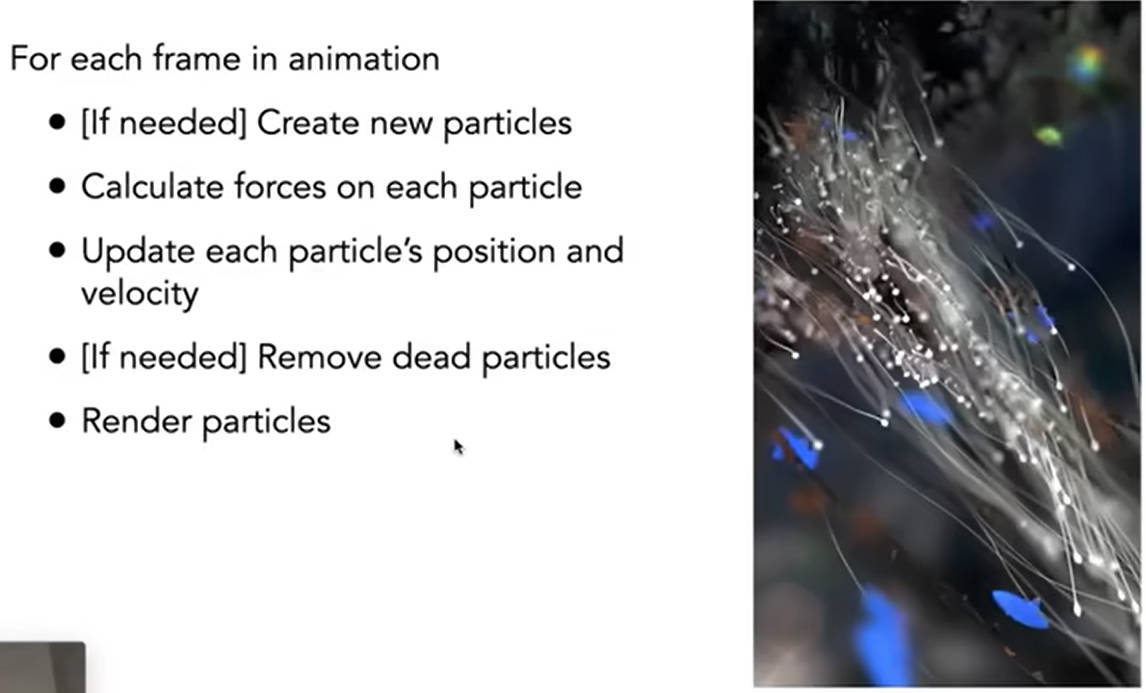 For each frame in animation
• [If needed] Create new particles
• Calculate forces on each particle
• Update each particle’s position and
velocity
• [If needed] Remove dead particles
• Render particles